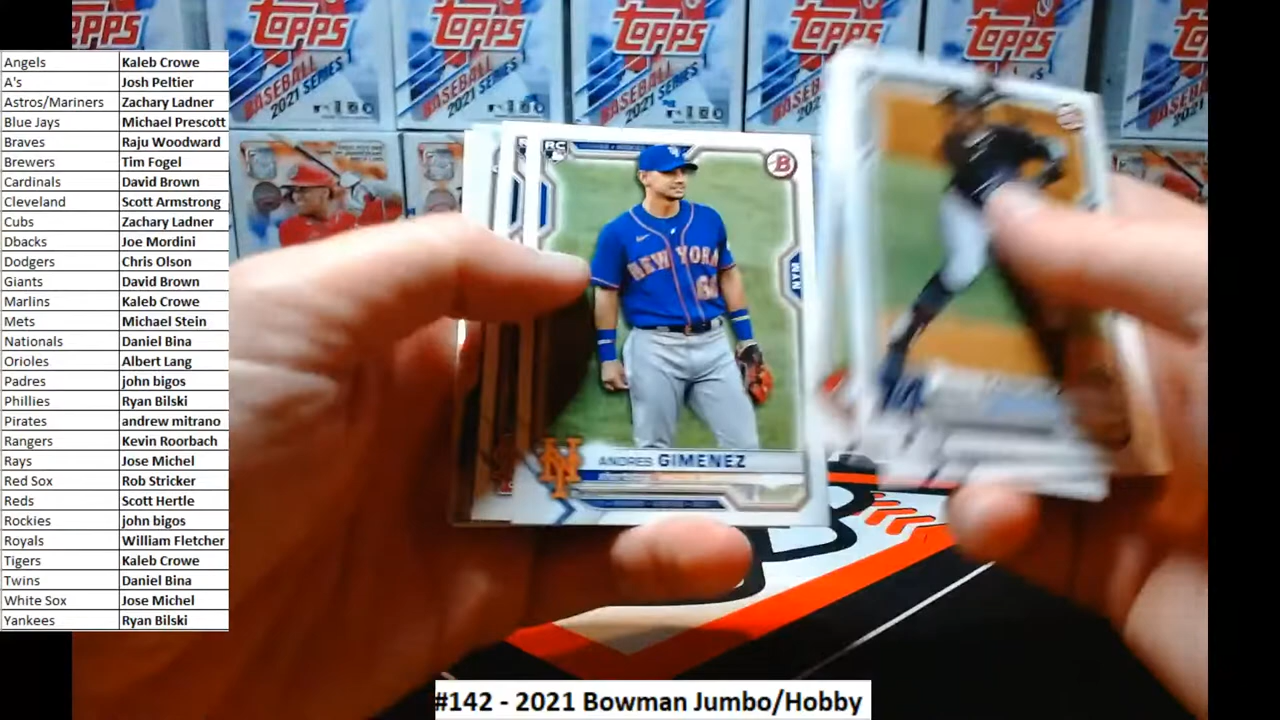 TOPPS
TOPPS
TOPPS
TOPPS
TOPPS
BASEBALL
2021 SERIES
BASEBALL
2021 SERIES
BASEBALL
2021 SERIES
Angels Kaleb Crowe
A's Josh Peltier
Astros/Mariners Zachary Ladner
Blue Jays Michael Prescott
Braves Raju Woodward
Brewers Tim Fogel
Cardinals David Brown
Cleveland Scott Armstrong
Cubs Zachary Ladner
Dbacks Joe Mordini
Dodgers Chris Olson
Giants David Brown
Marlins Kaleb Crowe
Mets Michael Stein
Nationals Daniel Bina
Orioles Albert Lang
Padres john bigos
Phillies Ryan Bilski
Pirates andrew mitrano
Rangers Kevin Roorbach
Rays Jose Michel
Red Sox Rob Stricker
Reds Scott Hertle
Rockies john bigos
Royals William Fletcher
Tigers Kaleb Crowe
Twins Daniel Bina
White Sox Jose Michel
Yankees Ryan Bilski
RC
B
NEW YORK
NYM
NY
ANDRES GIMENEZ
#142 - 2021 Bowman Jumbo/Hobby